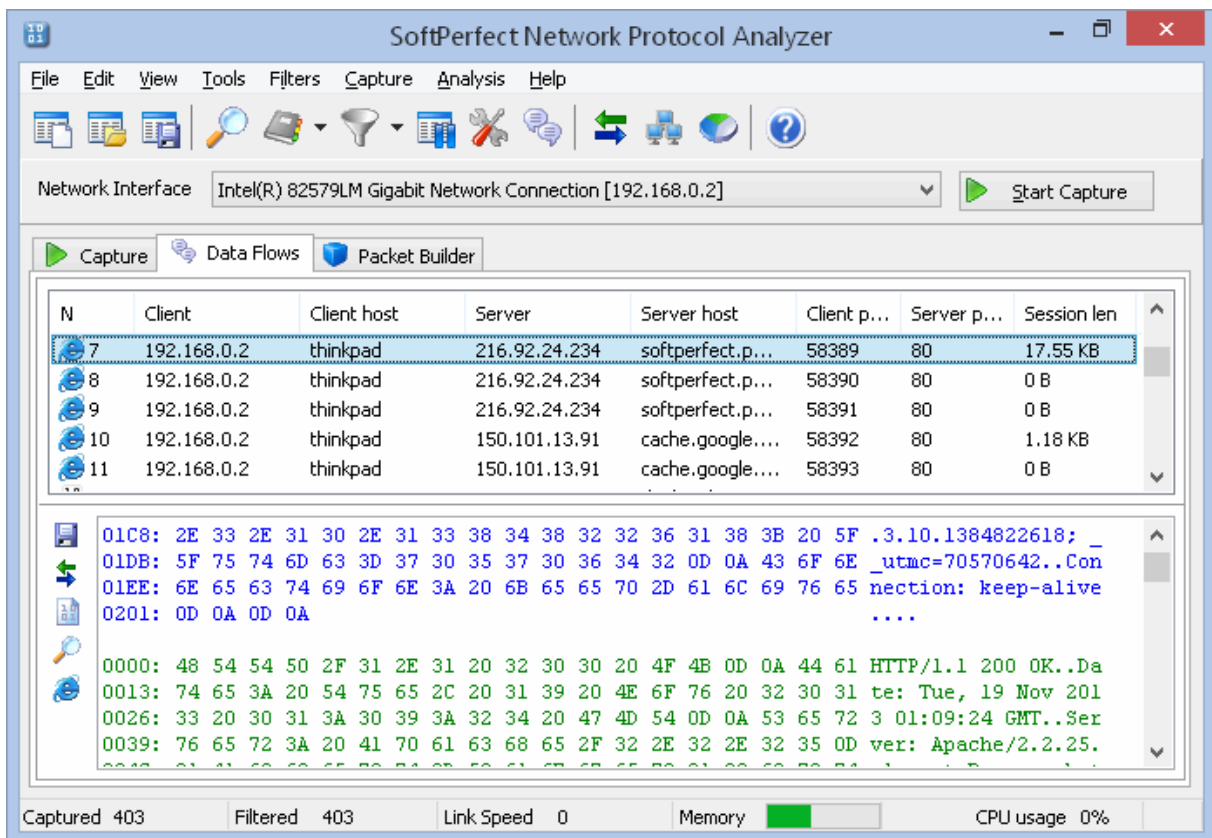 SoftPerfect Network Protocol Analyzer
File Edit View Tools Filters Capture Analysis Help
Network Interface Intel(R) 82579LM Gigabit Network Connection [192.168.0.2] Start Capture
Capture Data Flows Packet Builder
N Client Client host Server Server host Client p... Server p... Session len
7 192.168.0.2 thinkpad 216.92.24.234 softperfect.p... 58389 80 17.55 KB
8 192.168.0.2 thinkpad 216.92.24.234 softperfect.p... 58390 80 0 B
9 192.168.0.2 thinkpad 216.92.24.234 softperfect.p... 58391 80 0 B
10 192.168.0.2 thinkpad 150.101.13.91 cache.google.... 58392 80 1.18 KB
11 192.168.0.2 thinkpad 150.101.13.91 cache.google.... 58393 80 0 B
01C8: 2E 33 2E 31 30 2E 31 33 38 34 38 32 32 36 31 38 3B 20 5F .3.10.1384822618; _
01DB: 5F 75 74 6D 63 3D 37 30 35 37 30 36 34 32 0D 0A 43 6F 6E _utmc=70570642..Con
01EE: 6E 65 63 74 69 6F 6E 3A 20 6B 65 65 70 2D 61 6C 69 76 65 nection: keep-alive
0201: 0D 0A 0D 0A ....
0000: 48 54 54 50 2F 31 2E 31 20 32 30 30 20 4F 4B 0D 0A 44 61 HTTP/1.1 200 OK..Da
0013: 74 65 3A 20 54 75 65 2C 20 31 39 20 4E 6F 76 20 32 30 31 te: Tue, 19 Nov 201
0026: 33 20 30 31 3A 30 39 3A 32 34 20 47 4D 54 0D 0A 53 65 72 3 01:09:24 GMT..Ser
0039: 76 65 72 3A 20 41 70 61 63 68 65 2F 32 2E 32 2E 32 35 0D ver: Apache/2.2.25.
Captured 403 Filtered 403 Link Speed 0 Memory CPU usage 0%